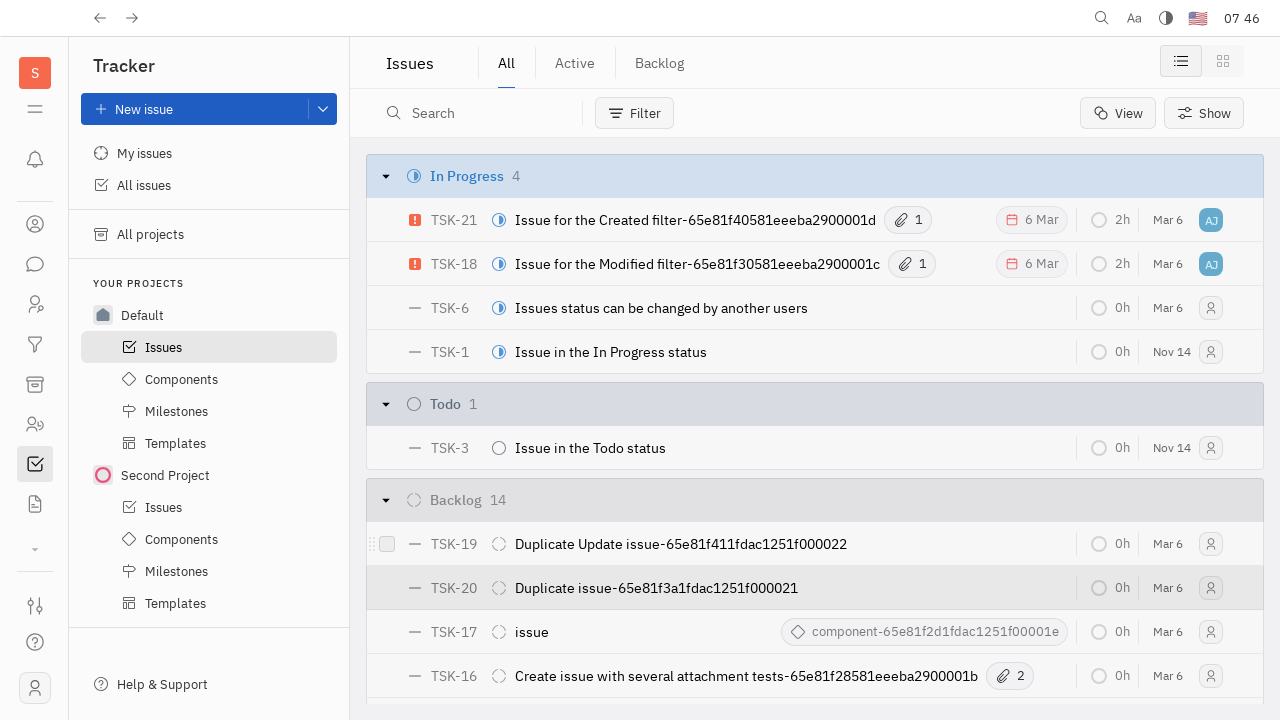 Aa 07 46
S
Tracker
New issue
My issues
All issues
All projects
YOUR PROJECTS
Default
Issues
Components
Milestones
Templates
Second Project
Issues
Components
Milestones
Templates
Help & Support
Issues All Active Backlog
Search Filter View Show
In Progress 4
TSK-21 Issue for the Created filter-65e81f40581eeeba2900001d 1 6 Mar 2h Mar 6 AJ
TSK-18 Issue for the Modified filter-65e81f30581eeeba2900001c 1 6 Mar 2h Mar 6 AJ
TSK-6 Issues status can be changed by another users 0h Mar 6
TSK-1 Issue in the In Progress status 0h Nov 14
Todo 1
TSK-3 Issue in the Todo status 0h Nov 14
Backlog 14
TSK-19 Duplicate Update issue-65e81f411fdac1251f000022 0h Mar 6
TSK-20 Duplicate issue-65e81f3a1fdac1251f000021 0h Mar 6
TSK-17 issue component-65e81f2d1fdac1251f00001e 0h Mar 6
TSK-16 Create issue with several attachment tests-65e81f28581eeeba2900001b 2 0h Mar 6